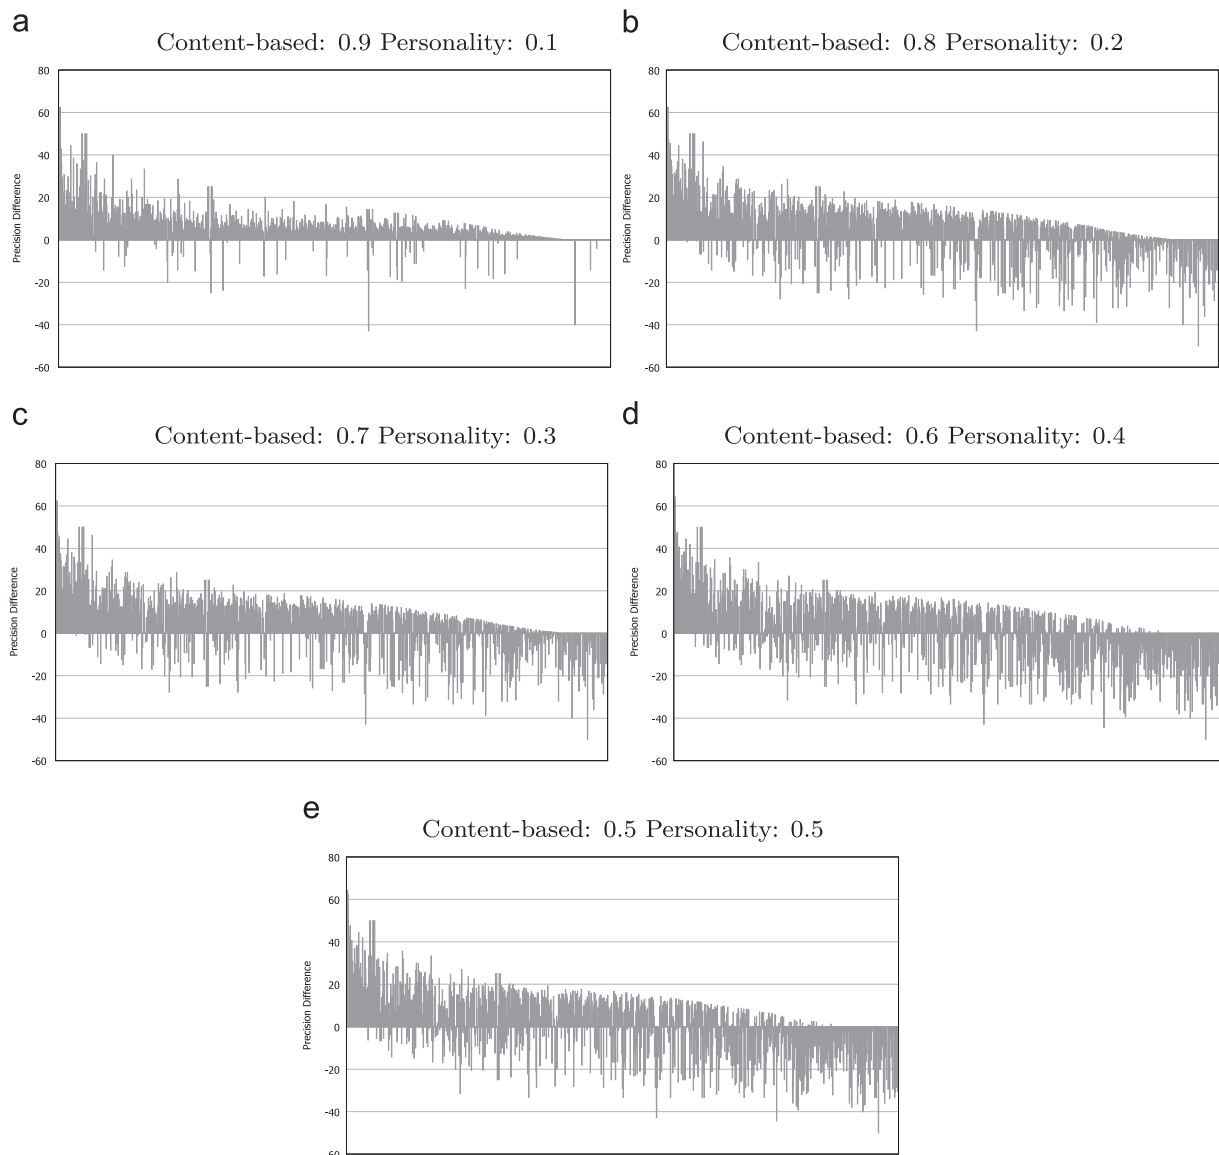 a
Content-based: 0.9 Personality: 0.1
80
60
40
20
0
-20
-40
-60
Precision Difference
b
Content-based: 0.8 Personality: 0.2
80
60
40
20
0
-20
-40
-60
Precision Difference
c
Content-based: 0.7 Personality: 0.3
80
60
40
20
0
-20
-40
-60
Precision Difference
d
Content-based: 0.6 Personality: 0.4
80
60
40
20
0
-20
-40
-60
Precision Difference
e
Content-based: 0.5 Personality: 0.5
80
60
40
20
0
-20
-40
-60
Precision Difference